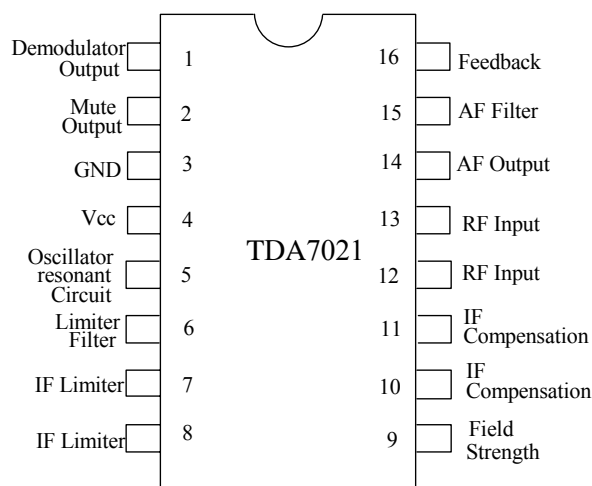 Demodulator
Output
1
16
Feedback
Mute
Output
2
15
AF Filter
GND
3
14
AF Output
Vcc
4
13
RF Input
TDA7021
Oscillator
resonant
Circuit
5
12
RF Input
Limiter
Filter
6
11
IF
Compensation
IF Limiter
7
10
IF
Compensation
IF Limiter
8
9
Field
Strength